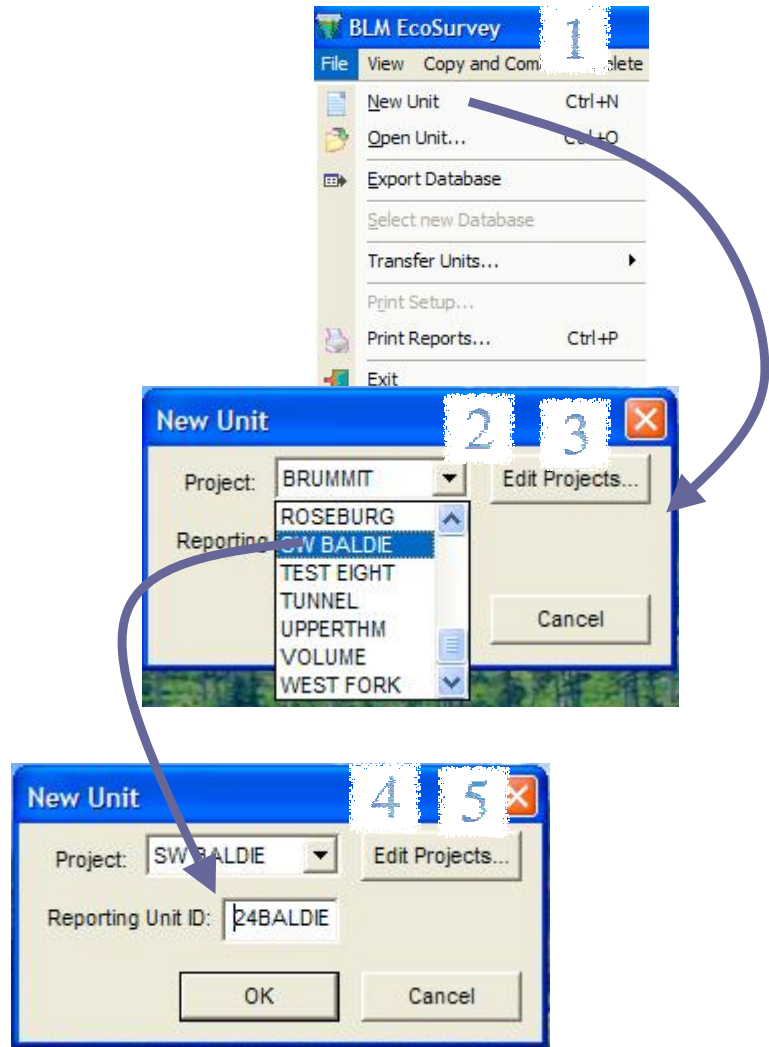 BLM EcoSurvey 1
File View Copy and Com elete
New Unit Ctrl+N
Open Unit... Ctrl+O
Export Database
Select new Database
Transfer Units...
Print Setup...
Print Reports... Ctrl+P
Exit
New Unit 2 3
Project: BRUMMIT Edit Projects...
ROSEBURG
Reporting SW BALDIE
TEST EIGHT
TUNNEL
UPPERTHM Cancel
VOLUME
WEST FORK
New Unit 4 5
Project: SW BALDIE Edit Projects...
Reporting Unit ID: 24BALDIE
OK Cancel